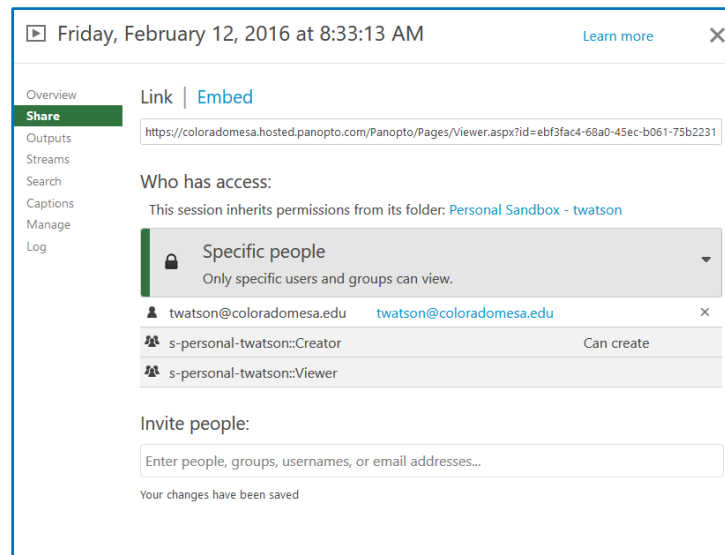 Friday, February 12, 2016 at 8:33:13 AM
Learn more
Overview
Share
Outputs
Streams
Search
Captions
Manage
Log
Link | Embed
https://coloradomesa.hosted.panopto.com/Panopto/Pages/Viewer.aspx?id=ebf3fac4-68a0-45ec-b061-75b2231
Who has access:
This session inherits permissions from its folder: Personal Sandbox - twatson
Specific people
Only specific users and groups can view.
twatson@coloradomesa.edu twatson@coloradomesa.edu
s-personal-twatson::Creator Can create
s-personal-twatson::Viewer
Invite people:
Enter people, groups, usernames, or email addresses...
Your changes have been saved